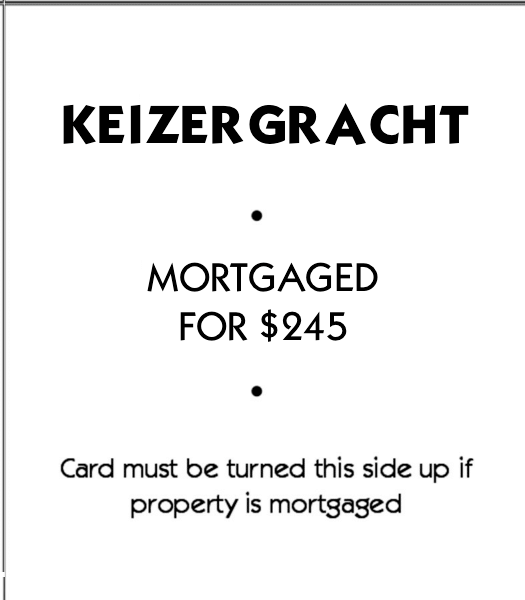 KEIZERGRACHT
•
MORTGAGED
FOR $245
•
Card must be turned this side up if
property is mortgaged